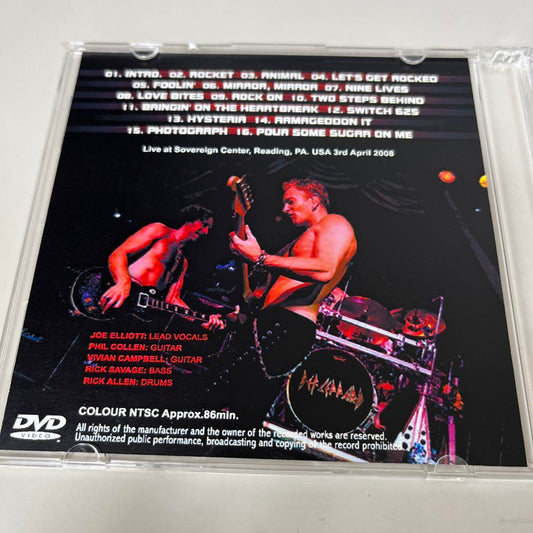 01. INTRO. 02. ROCKET 03. ANIMAL 04. LET'S GET ROCKED
05. FOOLIN' 06. MIRROR, MIRROR 07. NINE LIVES
08. LOVE BITES 09. ROCK ON 10. TWO STEPS BEHIND
11. BRINGIN' ON THE HEARTBREAK 12. SWITCH 625
13. HYSTERIA 14. ARMAGEDDON IT
15. PHOTOGRAPH 16. POUR SOME SUGAR ON ME
Live at Sovereign Center, Reading, PA. USA 3rd April 2008
JOE ELLIOTT: LEAD VOCALS
PHIL COLLEN: GUITAR
VIVIAN CAMPBELL: GUITAR
RICK SAVAGE: BASS
RICK ALLEN: DRUMS
DEF LEPPARD
COLOUR NTSC Approx.86min.
DVD
VIDEO
All rights of the manufacturer and the owner of the recorded works are reserved.
Unauthorized public performance, broadcasting and copying of the record prohibited.